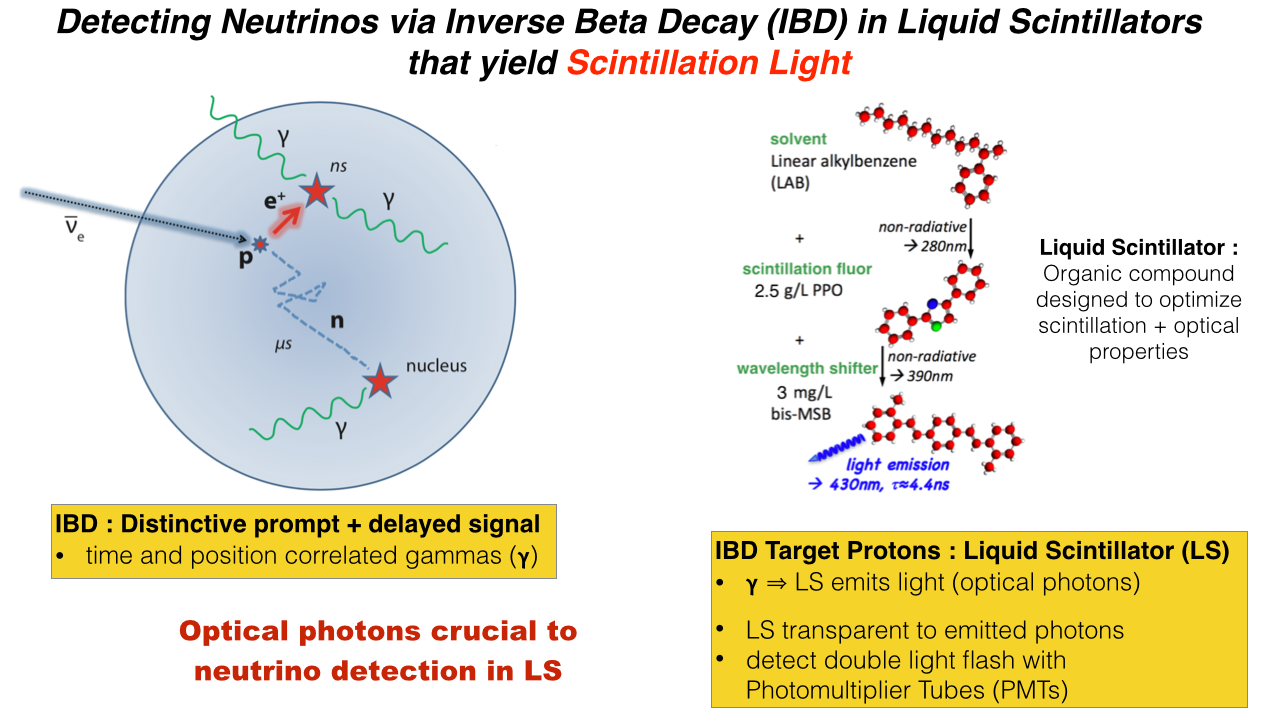 Detecting Neutrinos via Inverse Beta Decay (IBD) in Liquid Scintillators
that yield Scintillation Light
γ
ns
e⁺
γ
ν̅ₑ
p
n
μs
nucleus
γ
IBD : Distinctive prompt + delayed signal
• time and position correlated gammas (γ)
Optical photons crucial to
neutrino detection in LS
solvent
Linear alkylbenzene
(LAB)
non-radiative
→ 280nm
+
scintillation fluor
2.5 g/L PPO
+
non-radiative
→ 390nm
wavelength shifter
3 mg/L
bis-MSB
light emission
→ 430nm, τ≈4.4ns
Liquid Scintillator :
Organic compound
designed to optimize
scintillation + optical
properties
IBD Target Protons : Liquid Scintillator (LS)
• γ ⇒ LS emits light (optical photons)
• LS transparent to emitted photons
• detect double light flash with
Photomultiplier Tubes (PMTs)